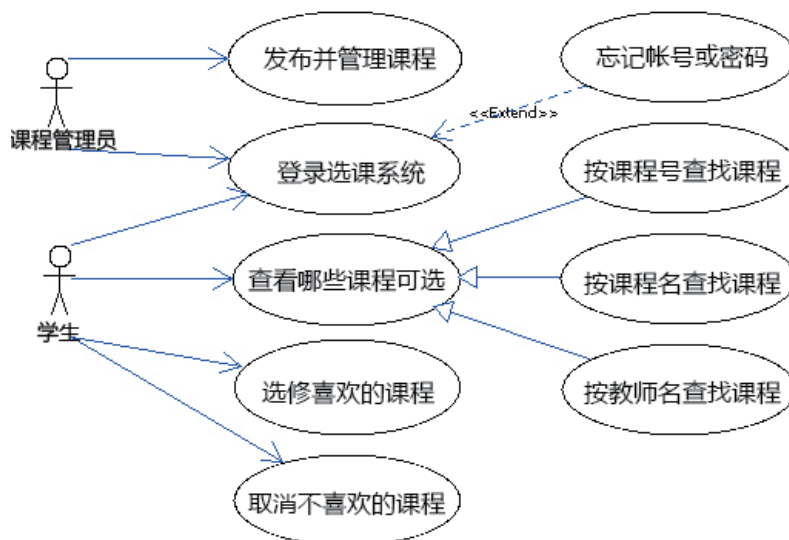 发布并管理课程
忘记帐号或密码
<<Extend>>
课程管理员
登录选课系统
按课程号查找课程
查看哪些课程可选
按课程名查找课程
学生
选修喜欢的课程
按教师名查找课程
取消不喜欢的课程